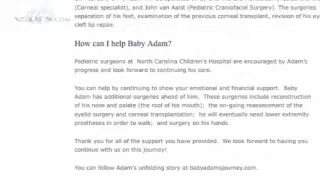 (Corneal specialist), and John van Aalst (Pediatric Craniofacial Surgery). The surgeries
separation of his feet, examination of the previous corneal transplant, revision of his ey
cleft lip repair.
How can I help Baby Adam?
Pediatric surgeons at North Carolina Children's Hospital are encouraged by Adam's
progress and look forward to continuing his care.
You can help by continuing to show your emotional and financial support. Baby
Adam has additional surgeries ahead of him. These surgeries include reconstruction
of his nose and palate (the roof of his mouth); the on-going reassessment of the
eyelid surgery and corneal transplantation; he will eventually need lower extremity
prostheses in order to walk; and surgery on his hands.
Thank you for all of the support you have provided. We look forward to having you
continue with us on this journey!
You can follow Adam's unfolding story at babyadamsjourney.com.